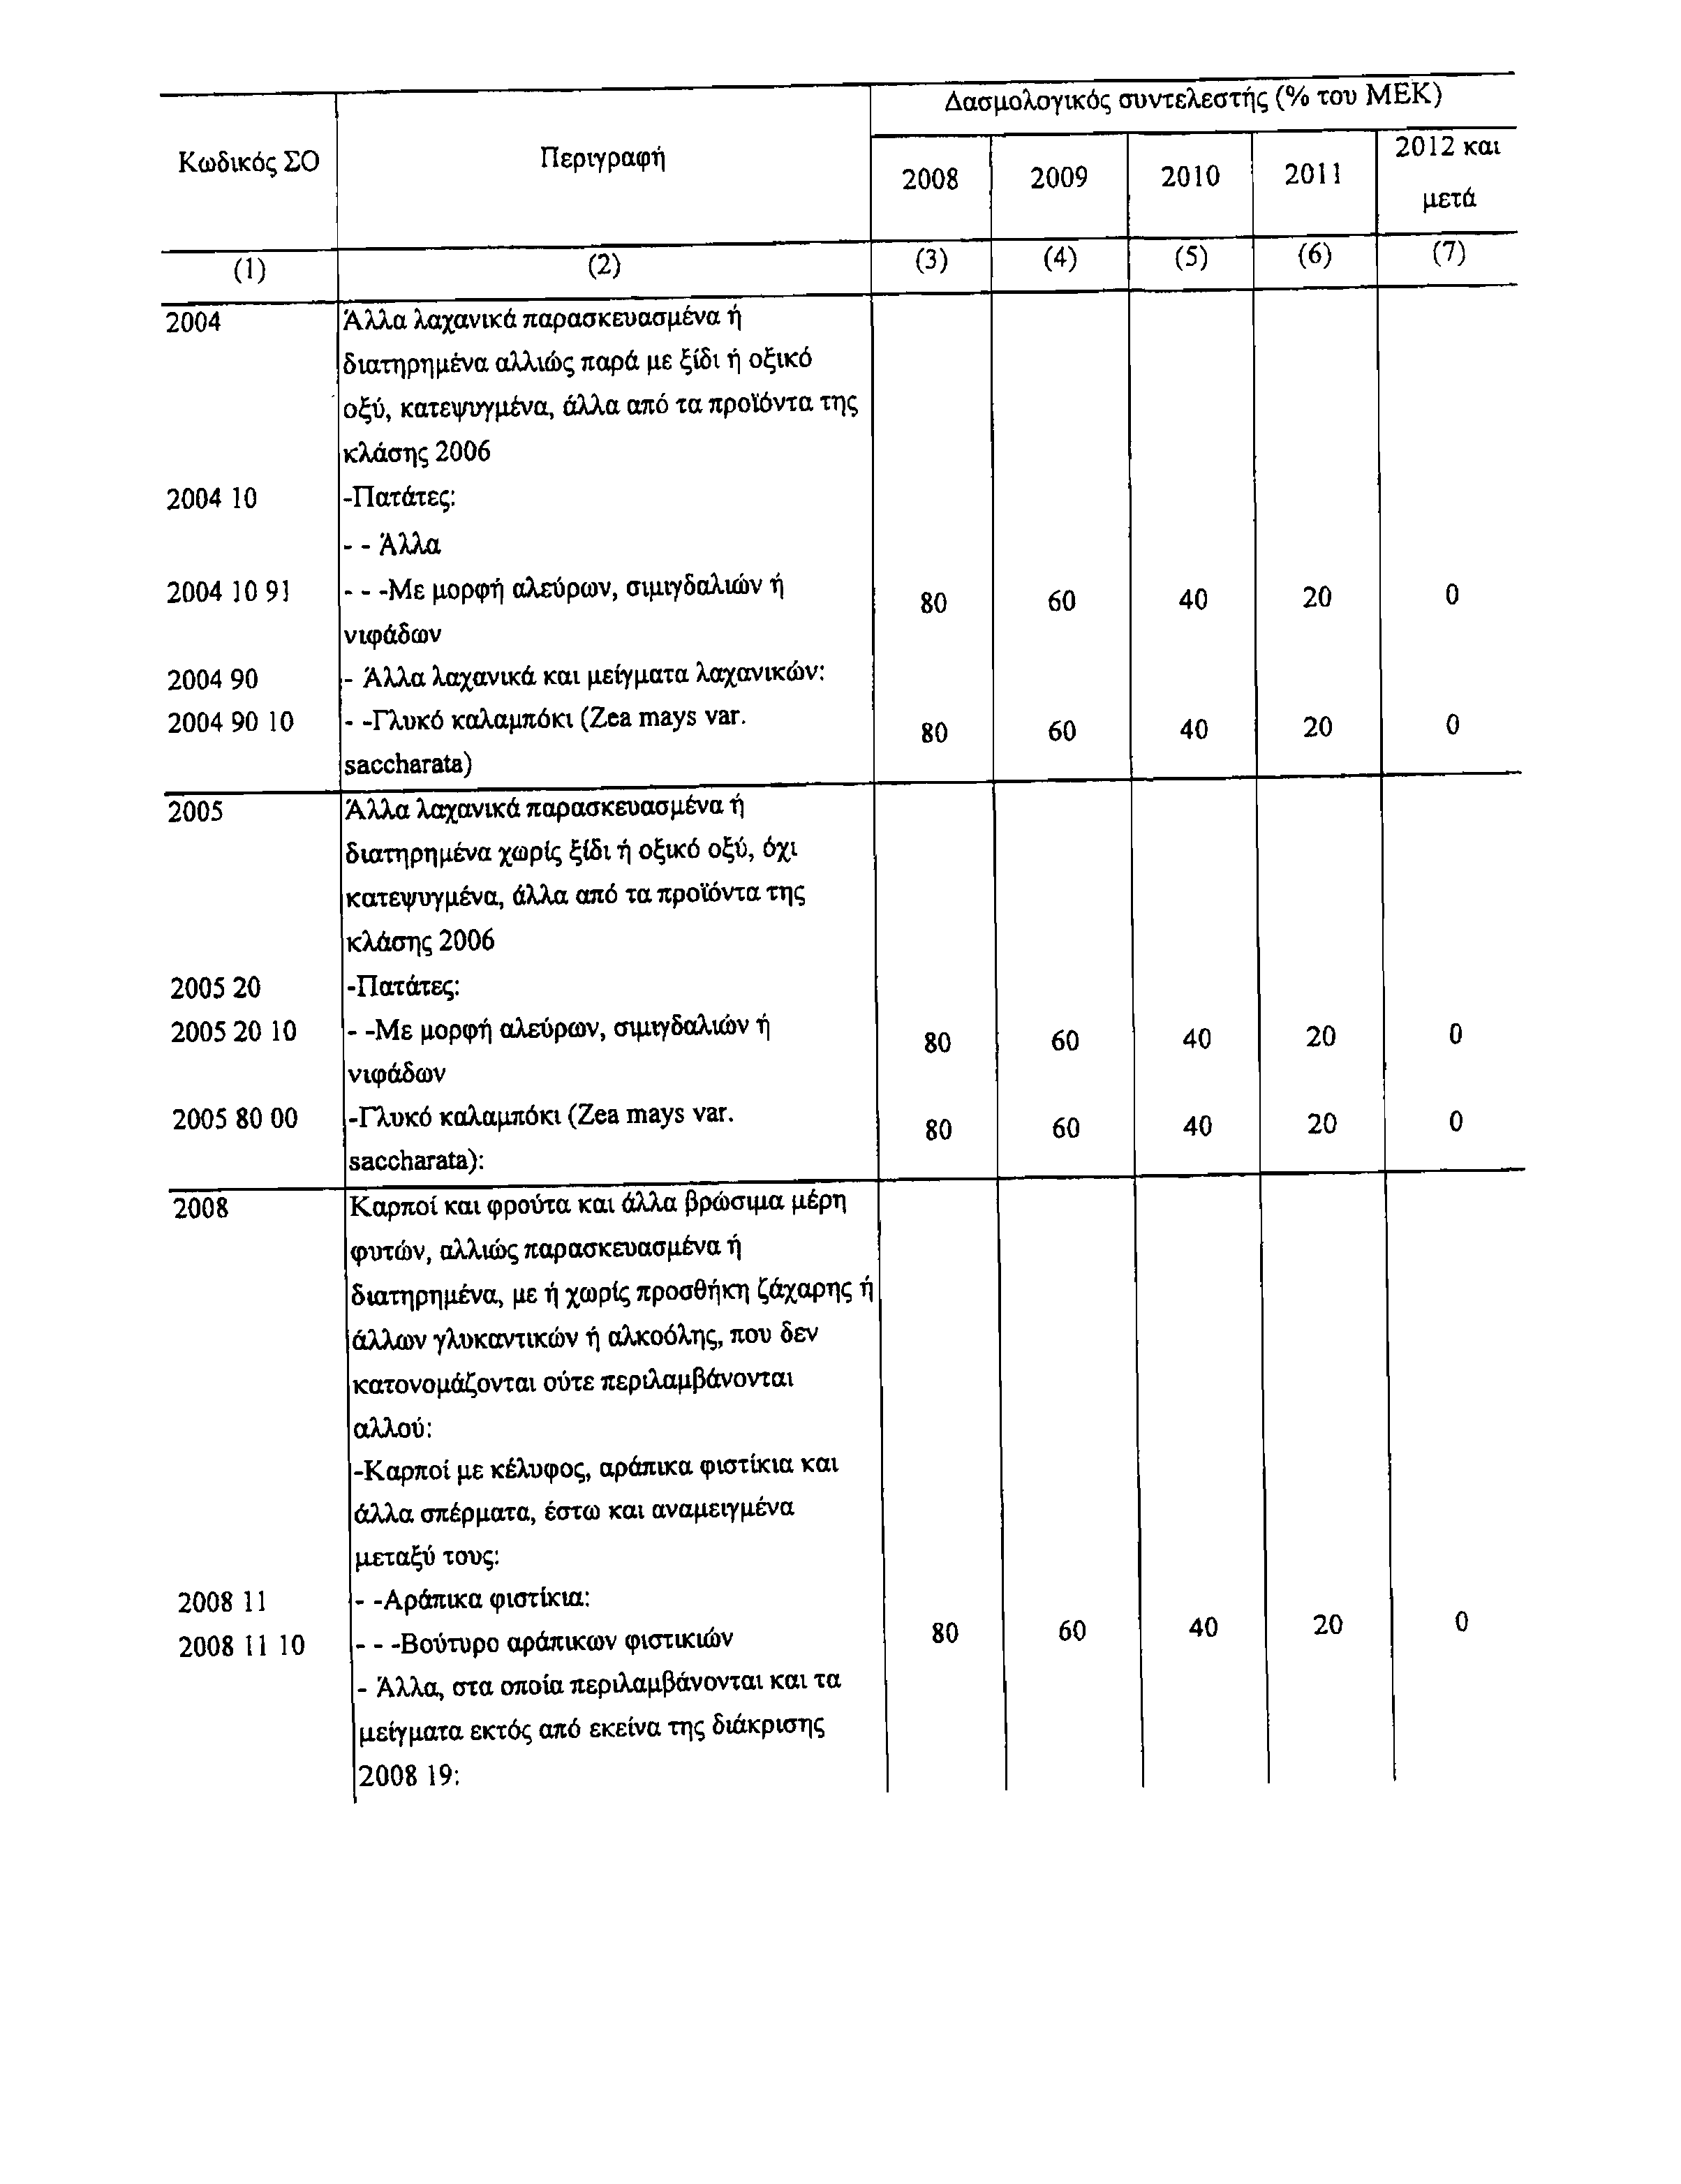 Δασμολογικός συντελεστής (% του ΜΕΚ)
Κωδικός ΣΟ Περιγραφή 2008 2009 2010 2011 2012 και
μετά
(1) (2) (3) (4) (5) (6) (7)
2004 Άλλα λαχανικά παρασκευασμένα ή
διατηρημένα αλλιώς παρά με ξίδι ή οξικό
οξύ, κατεψυγμένα, άλλα από τα προϊόντα της
κλάσης 2006
2004 10 -Πατάτες:
- - Άλλα
2004 10 91 - - -Με μορφή αλεύρων, σιμιγδαλιών ή 80 60 40 20 0
νιφάδων
2004 90 - Άλλα λαχανικά και μείγματα λαχανικών:
2004 90 10 - -Γλυκό καλαμπόκι (Zea mays var. 80 60 40 20 0
saccharata)
2005 Άλλα λαχανικά παρασκευασμένα ή
διατηρημένα χωρίς ξίδι ή οξικό οξύ, όχι
κατεψυγμένα, άλλα από τα προϊόντα της
κλάσης 2006
2005 20 -Πατάτες:
2005 20 10 - -Με μορφή αλεύρων, σιμιγδαλιών ή 80 60 40 20 0
νιφάδων
2005 80 00 -Γλυκό καλαμπόκι (Zea mays var. 80 60 40 20 0
saccharata):
2008 Καρποί και φρούτα και άλλα βρώσιμα μέρη
φυτών, αλλιώς παρασκευασμένα ή
διατηρημένα, με ή χωρίς προσθήκη ζάχαρης ή
άλλων γλυκαντικών ή αλκοόλης, που δεν
κατονομάζονται ούτε περιλαμβάνονται
αλλού:
-Καρποί με κέλυφος, αράπικα φιστίκια και
άλλα σπέρματα, έστω και αναμειγμένα
μεταξύ τους:
2008 11 - -Αράπικα φιστίκια:
2008 11 10 - - -Βούτυρο αράπικων φιστικιών 80 60 40 20 0
- Άλλα, στα οποία περιλαμβάνονται και τα
μείγματα εκτός από εκείνα της διάκρισης
2008 19: